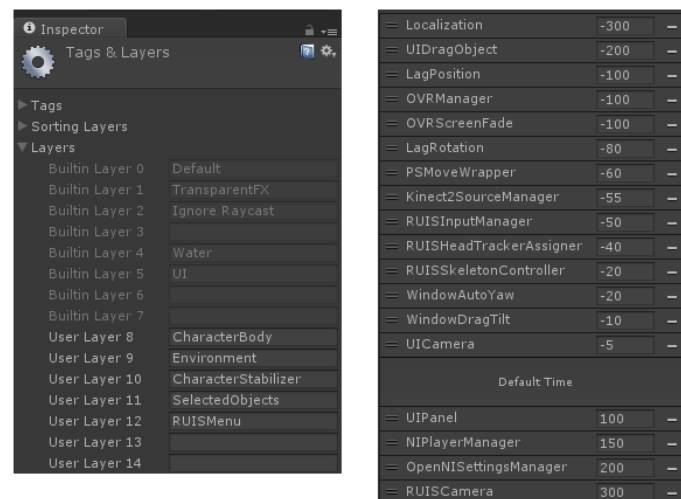 Inspector
Tags & Layers
Tags
Sorting Layers
Layers
Builtin Layer 0 Default
Builtin Layer 1 TransparentFX
Builtin Layer 2 Ignore Raycast
Builtin Layer 3
Builtin Layer 4 Water
Builtin Layer 5 UI
Builtin Layer 6
Builtin Layer 7
User Layer 8 CharacterBody
User Layer 9 Environment
User Layer 10 CharacterStabilizer
User Layer 11 SelectedObjects
User Layer 12 RUISMenu
User Layer 13
User Layer 14
Localization -300
UIDragObject -200
LagPosition -100
OVRManager -100
OVRScreenFade -100
LagRotation -80
PSMoveWrapper -60
Kinect2SourceManager -55
RUISInputManager -50
RUISHeadTrackerAssigner -40
RUISSkeletonController -20
WindowAutoYaw -20
WindowDragTilt -10
UICamera -5
Default Time
UIPanel 100
NIPlayerManager 150
OpenNISettingsManager 200
RUISCamera 300